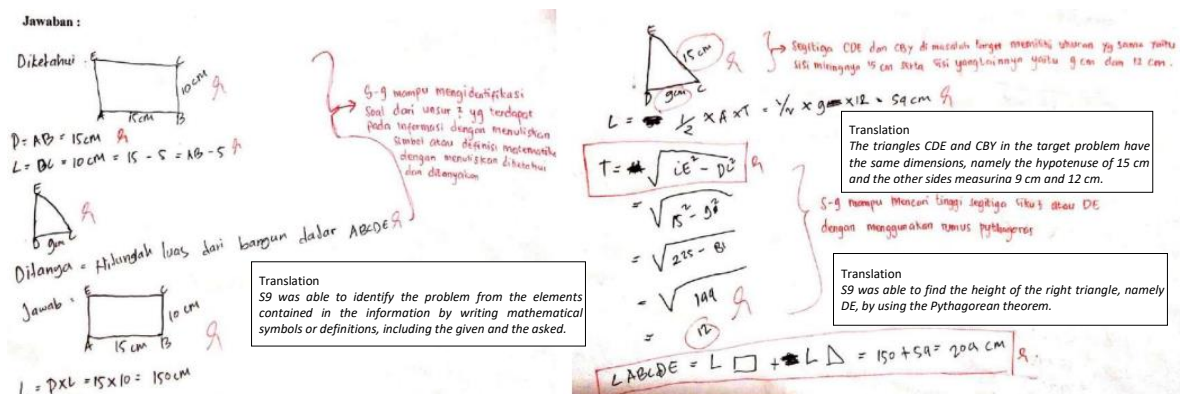 Jawaban :
Diketahui :
E
C
10 cm
A
15cm
B
P = AB = 15cm
L = BC = 10 cm = 15 - 5 = AB - 5
E
D
9cm
C
Ditanya = Hitunglah luas dari bangun datar ABCDE
Jawab :
E
C
10 cm
A
15 cm
B
L = P×L = 15×10 = 150cm
S-9 mampu mengidentifikasi
Soal dari unsur² yg terdapat
pada informasi dengan menuliskan
simbol atau definisi matematika
dengan menuliskan diketahui
dan ditanyakan
Translation
S9 was able to identify the problem from the elements
contained in the information by writing mathematical
symbols or definitions, including the given and the asked.
E
15 cm
D
9cm
C
Segitiga CDE dan CBY di masalah target memiliki ukuran yg sama yaitu
sisi miringnya 15 cm serta sisi yang lainnya yaitu 9 cm dan 12 cm.
L = 1/2 × A × T = 1/2 × 9 × 12 = 54 cm
Translation
The triangles CDE and CBY in the target problem have
the same dimensions, namely the hypotenuse of 15 cm
and the other sides measuring 9 cm and 12 cm.
T = √CE² - DC²
= √15² - 9²
= √225 - 81
= √144
= 12
S-9 mampu mencari tinggi segitiga siku² atau DE
dengan menggunakan rumus pythagoras
Translation
S9 was able to find the height of the right triangle, namely
DE, by using the Pythagorean theorem.
L ABCDE = L □ + L △ = 150 + 54 = 204 cm